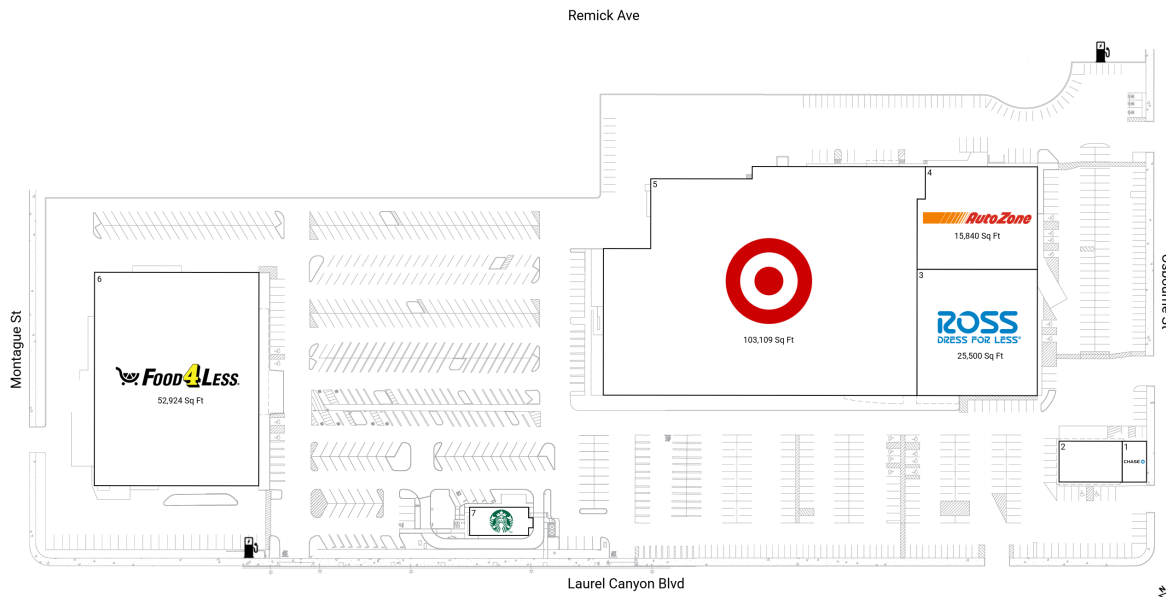 Remick Ave
4
5
AutoZone
15,840 Sq Ft
3
6
ROSS
DRESS FOR LESS
103,109 Sq Ft
25,500 Sq Ft
Montague St
FOOD4LESS.
52,924 Sq Ft
2
1
CHASE
7
Laurel Canyon Blvd